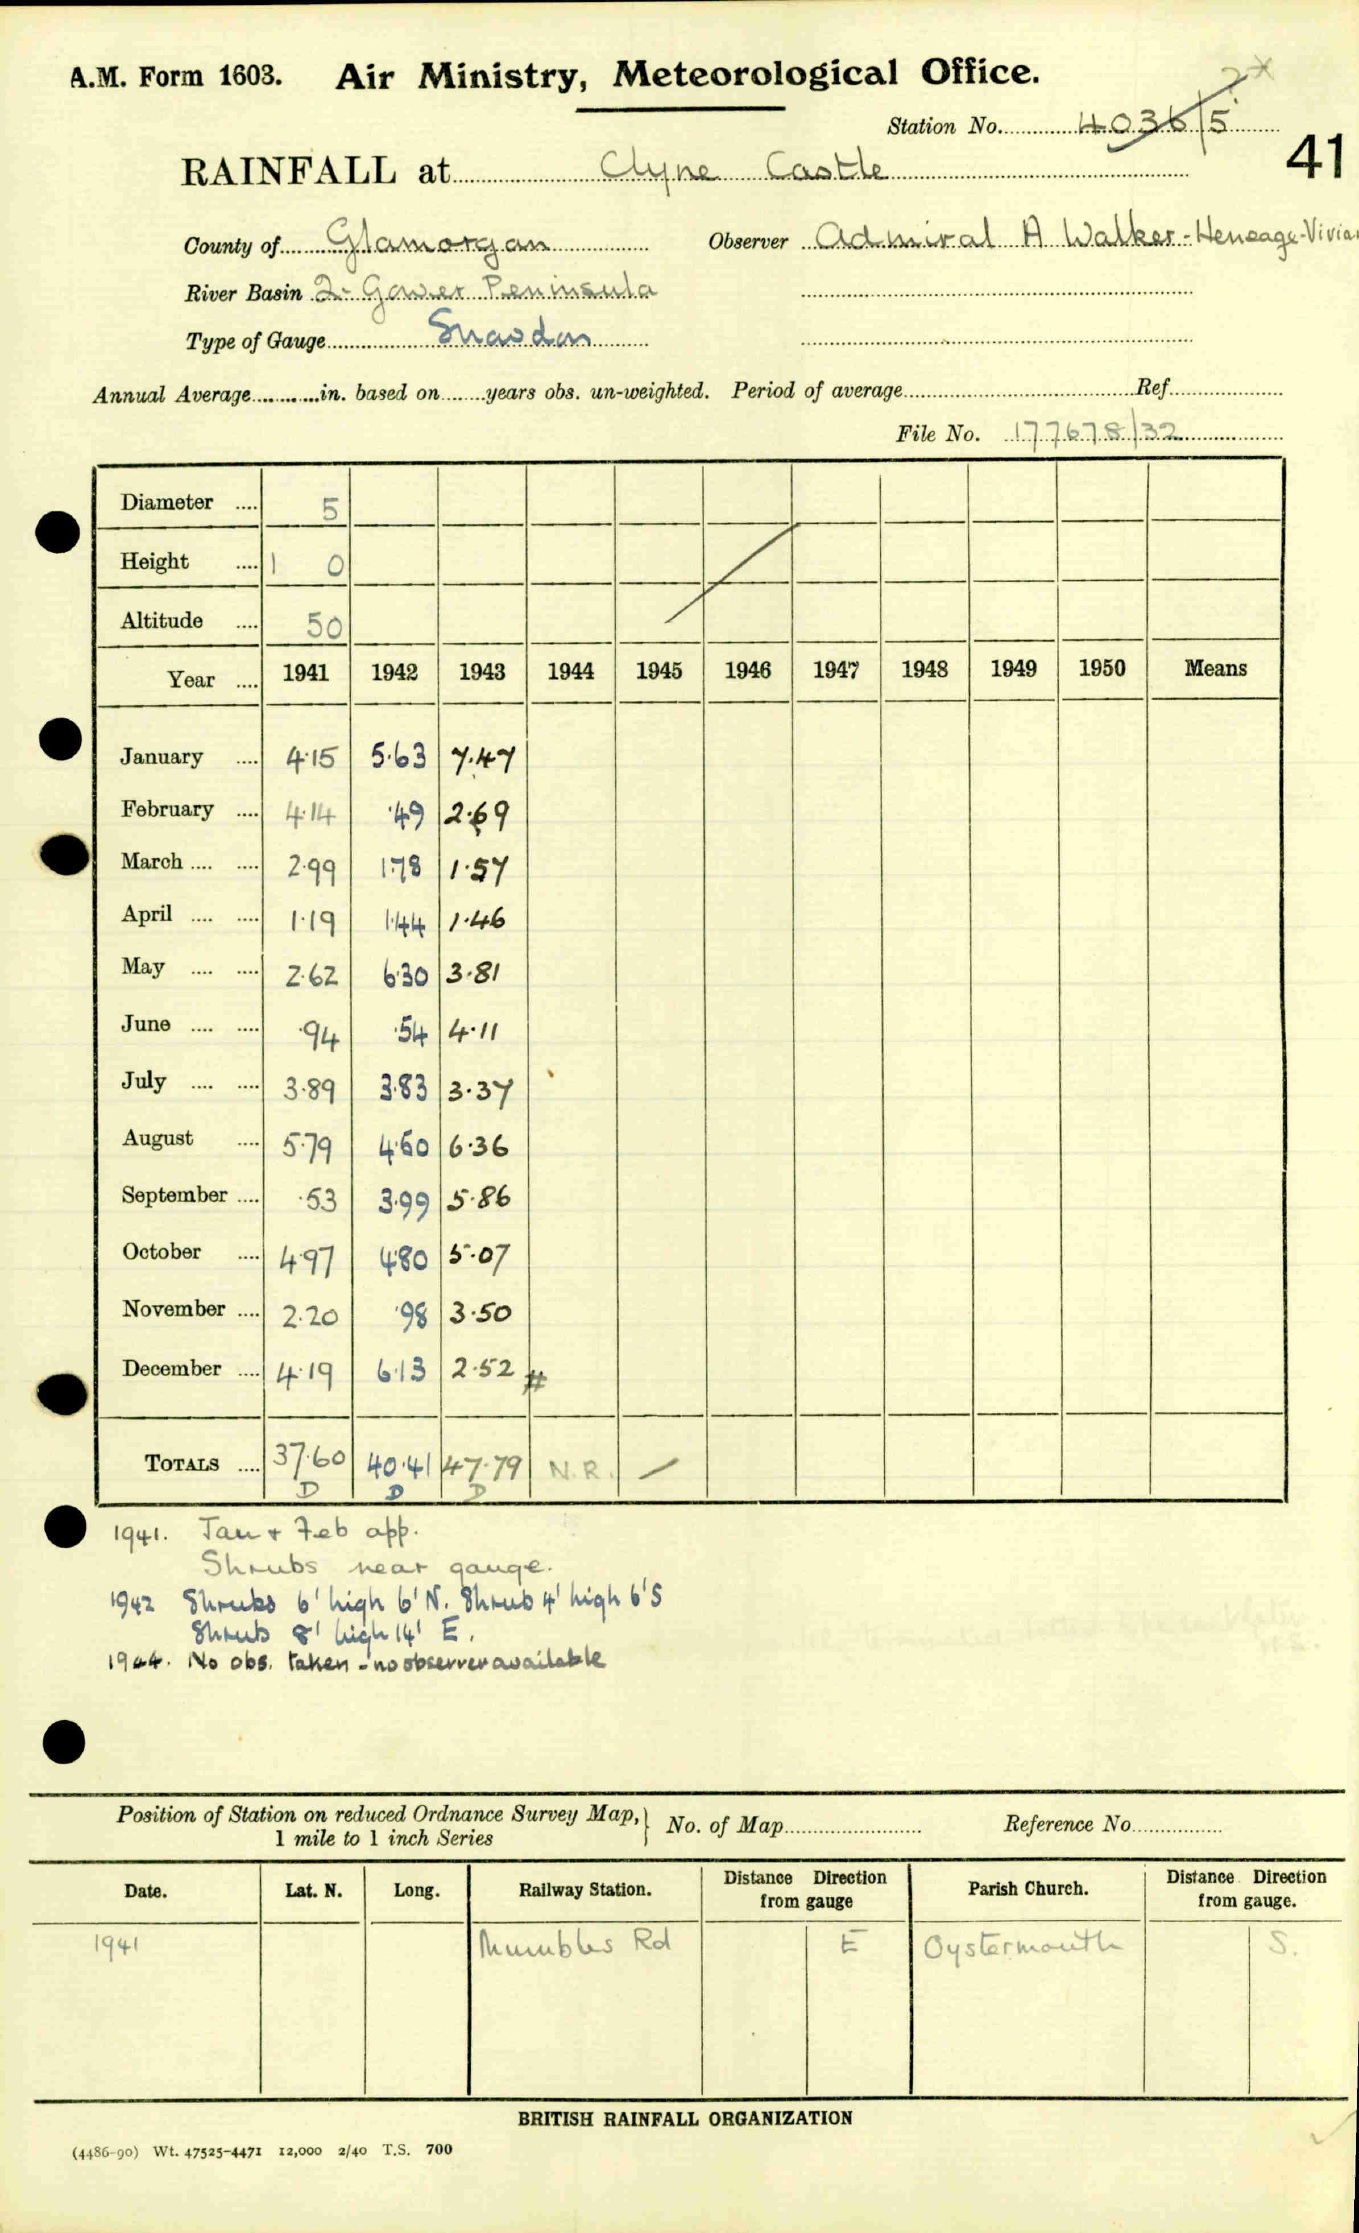 A.M. Form 1603. Air Ministry, Meteorological Office.
Station No. 4036/5
41
RAINFALL at Clyne Castle
County of Glamorgan Observer Admiral A Walker-Heneage-Vivian
River Basin 2- Gower Peninsula
Type of Gauge Snowdon
Annual Average in. based on years obs. un-weighted. Period of average Ref
File No. 177678/32
Diameter .... 5
Height .... 1 0
Altitude .... 50
Year .... 1941 1942 1943 1944 1945 1946 1947 1948 1949 1950 Means
January .... 4·15 5·63 7·47
February .... 4·14 ·49 2·69
March .... .... 2·99 1·78 1·57
April .... .... 1·19 1·44 1·46
May .... .... 2·62 6·30 3·81
June .... .... ·94 ·54 4·11
July .... .... 3·89 3·83 3·37
August .... 5·79 4·60 6·36
September .... ·53 3·99 5·86
October .... 4·97 4·80 5·07
November .... 2·20 ·98 3·50
December .... 4·19 6·13 2·52 #
TOTALS .... 37·60 40·41 47·79 N.R.
D D D
1941. Jan + Feb app.
Shrubs near gauge.
1942 Shrubs 6' high 6' N. Shrub 4' high 6' S
Shrub 8' high 14' E.
1944. No obs. taken - no observer available
Position of Station on reduced Ordnance Survey Map, 1 mile to 1 inch Series } No. of Map Reference No
Date. Lat. N. Long. Railway Station. Distance Direction from gauge Parish Church. Distance Direction from gauge.
1941 Mumbles Rd E Oystermouth S.
BRITISH RAINFALL ORGANIZATION
(4486-90) Wt. 47525-4471 12,000 2/40 T.S. 700